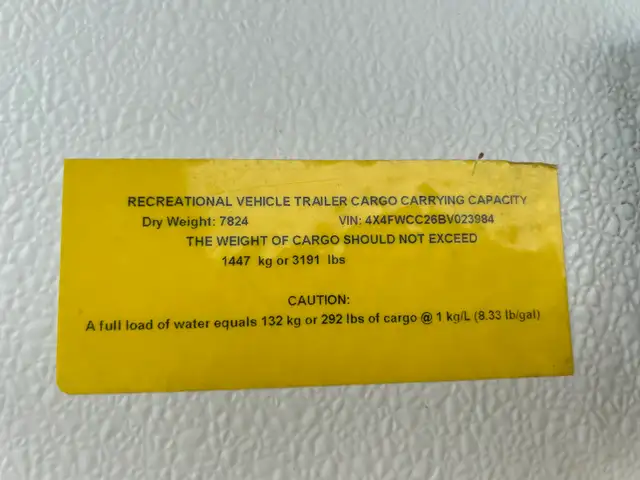 RECREATIONAL VEHICLE TRAILER CARGO CARRYING CAPACITY
Dry Weight: 7824 VIN: 4X4FWCC26BV023984
THE WEIGHT OF CARGO SHOULD NOT EXCEED
1447 kg or 3191 lbs
CAUTION:
A full load of water equals 132 kg or 292 lbs of cargo @ 1 kg/L (8.33 lb/gal)